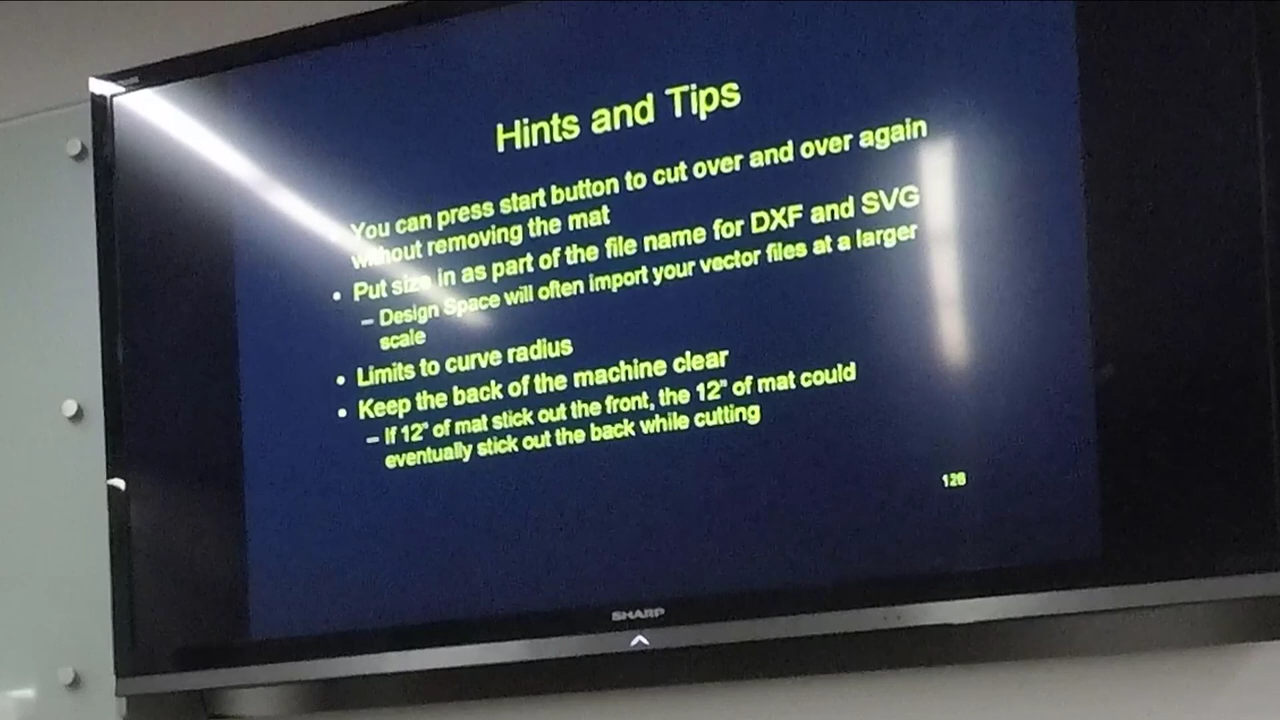 Hints and Tips
You can press start button to cut over and over again
without removing the mat
• Put size in as part of the file name for DXF and SVG
– Design Space will often import your vector files at a larger
scale
• Limits to curve radius
• Keep the back of the machine clear
– If 12" of mat stick out the front, the 12" of mat could
eventually stick out the back while cutting
126
SHARP